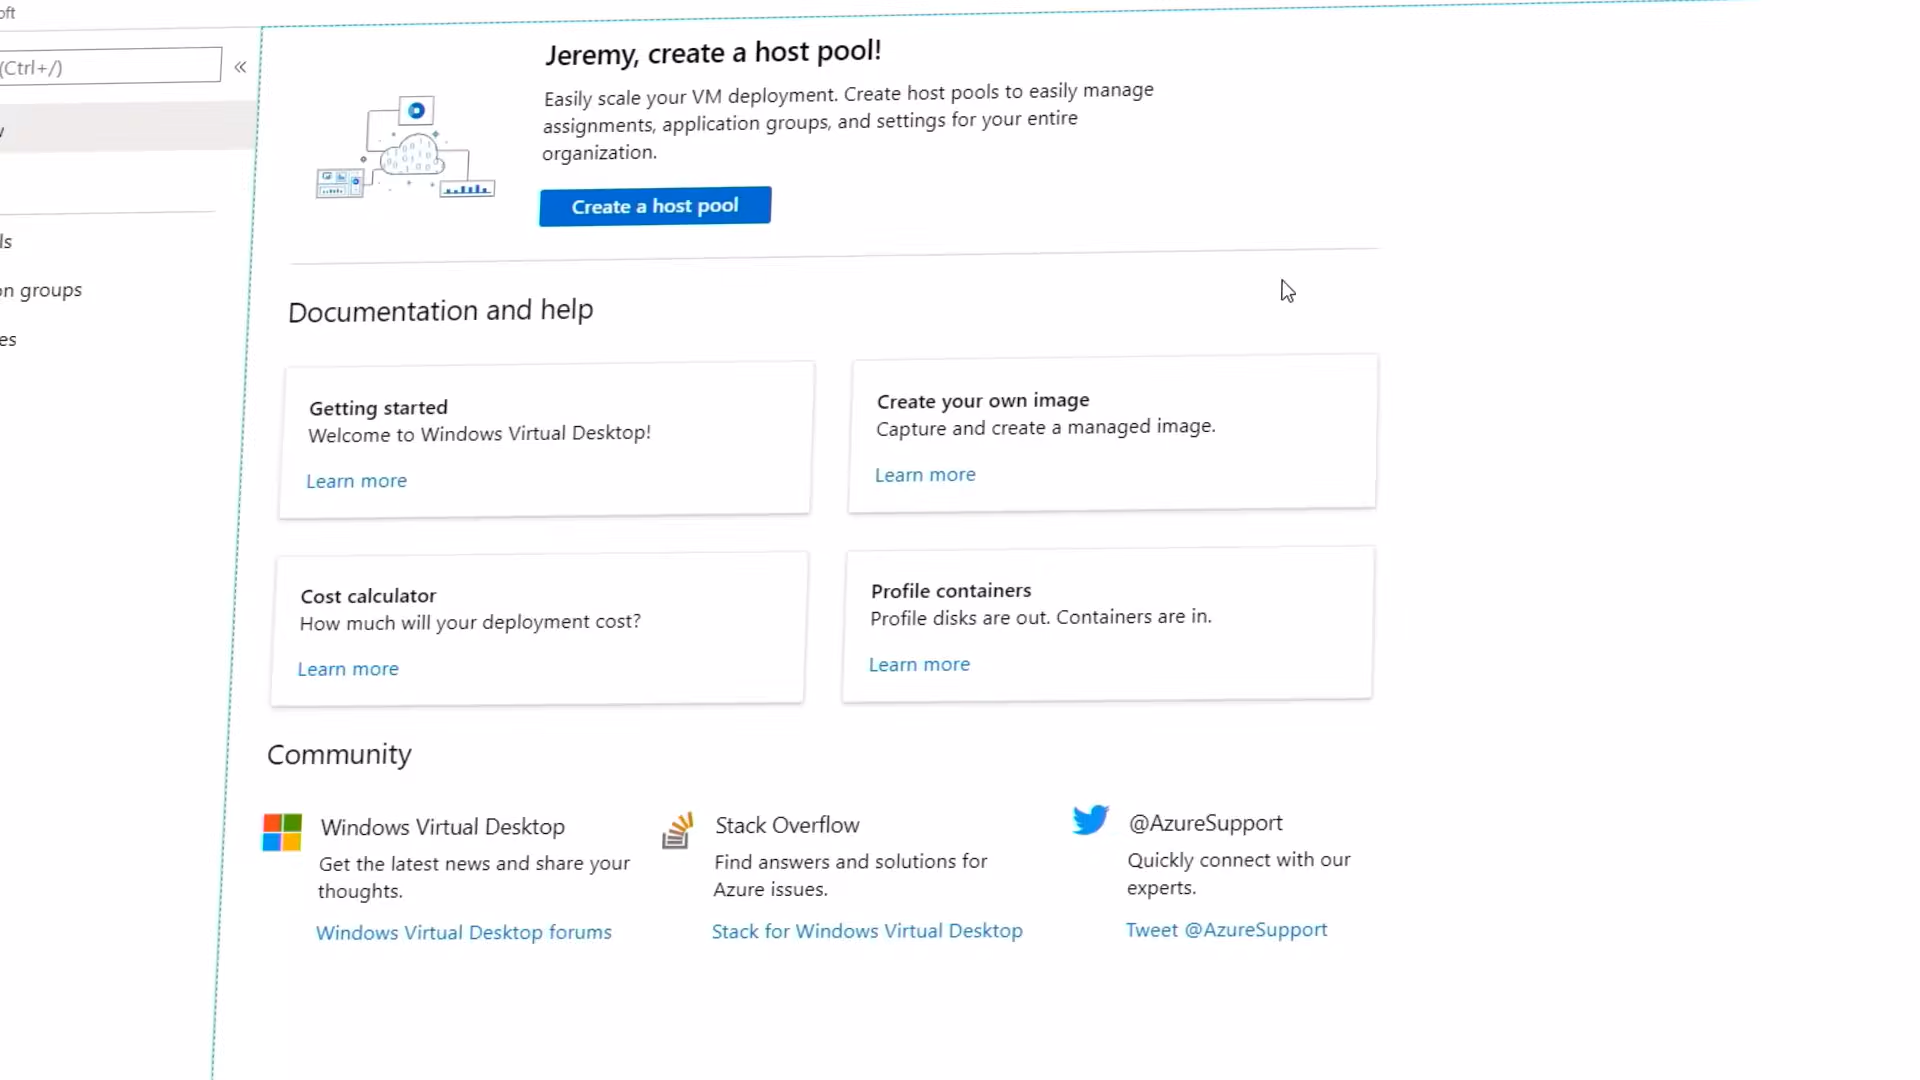 (Ctrl+/)
«
on groups
Jeremy, create a host pool!
Easily scale your VM deployment. Create host pools to easily manage
assignments, application groups, and settings for your entire
organization.
Create a host pool
Documentation and help
Getting started
Welcome to Windows Virtual Desktop!
Learn more
Create your own image
Capture and create a managed image.
Learn more
Cost calculator
How much will your deployment cost?
Learn more
Profile containers
Profile disks are out. Containers are in.
Learn more
Community
Windows Virtual Desktop
Get the latest news and share your
thoughts.
Windows Virtual Desktop forums
Stack Overflow
Find answers and solutions for
Azure issues.
Stack for Windows Virtual Desktop
@AzureSupport
Quickly connect with our
experts.
Tweet @AzureSupport